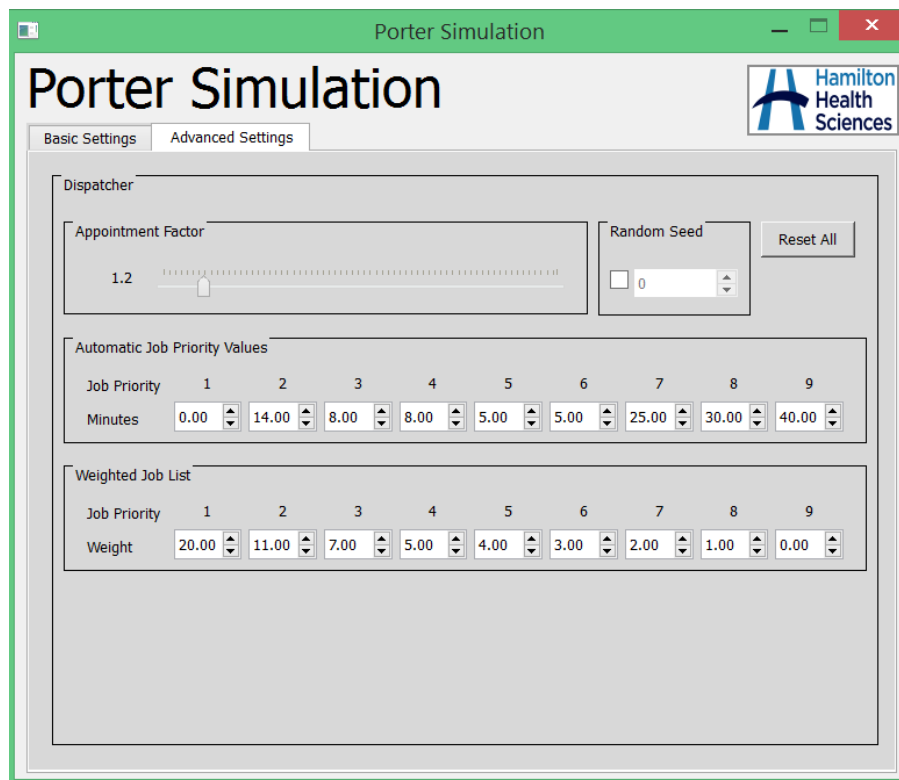 Porter Simulation
Porter Simulation
Hamilton
Health
Sciences
Basic Settings Advanced Settings
Dispatcher
Appointment Factor
1.2
Random Seed
0
Reset All
Automatic Job Priority Values
Job Priority 1 2 3 4 5 6 7 8 9
Minutes 0.00 14.00 8.00 8.00 5.00 5.00 25.00 30.00 40.00
Weighted Job List
Job Priority 1 2 3 4 5 6 7 8 9
Weight 20.00 11.00 7.00 5.00 4.00 3.00 2.00 1.00 0.00